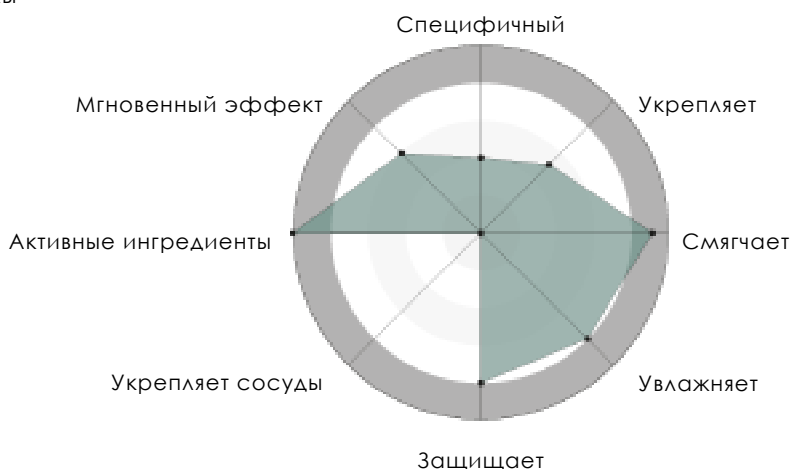 Специфичный
Мгновенный эффект
Укрепляет
Активные ингредиенты
Смягчает
Укрепляет сосуды
Увлажняет
Защищает